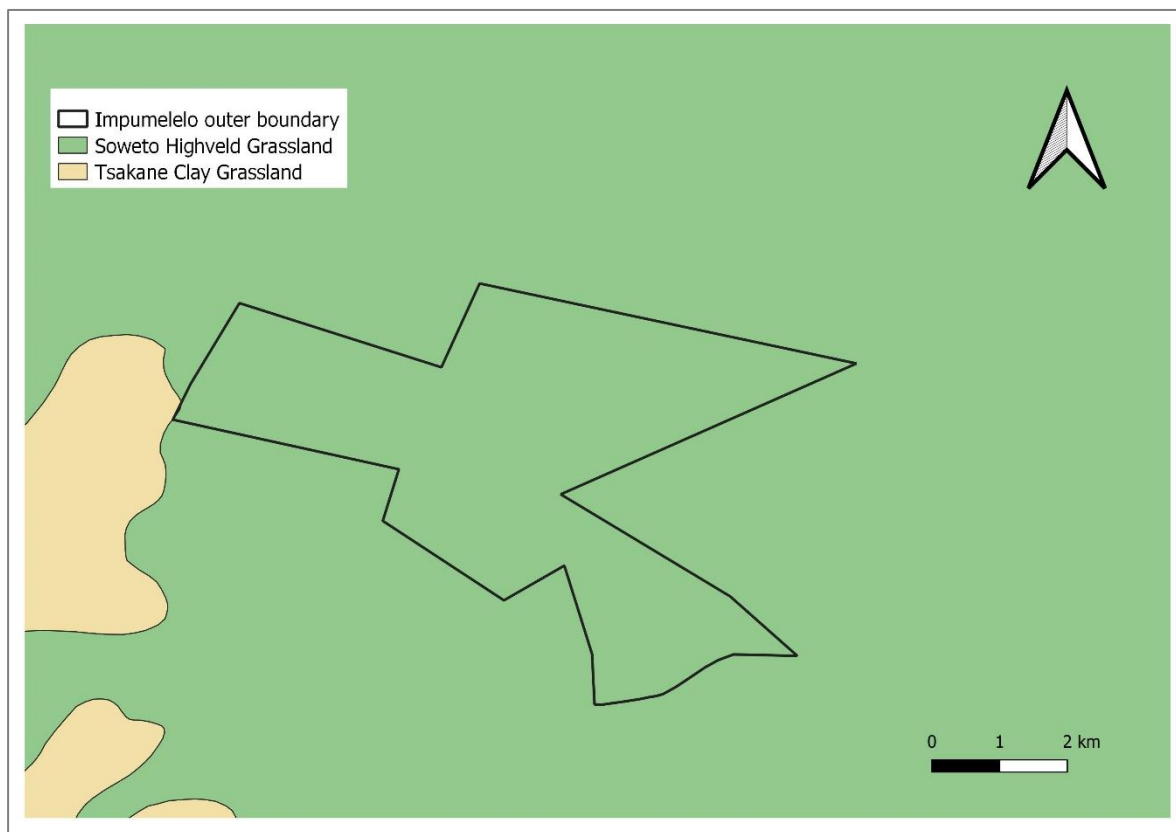 Impumelelo outer boundary
Soweto Highveld Grassland
Tsakane Clay Grassland
0 1 2 km